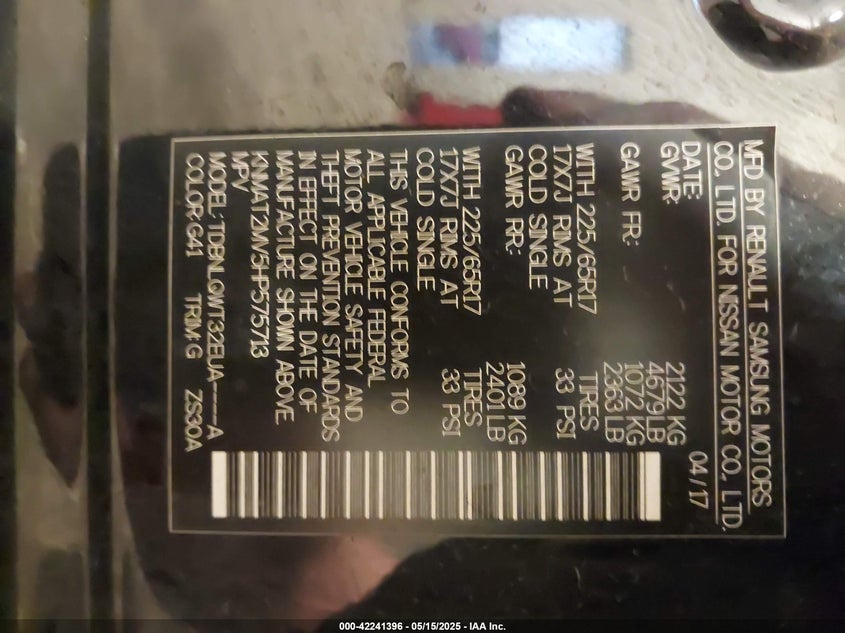 MFD BY RENAULT SAMSUNG MOTORS
CO., LTD. FOR NISSAN MOTOR CO., LTD.
DATE: 04/17
GVWR: 2122 KG
4679 LB
GAWR FR: 1072 KG
2363 LB
WITH 225/65R17 TIRES
17X7J RIMS AT 33 PSI
COLD SINGLE
GAWR RR: 1089 KG
2401 LB
WITH 225/65R17 TIRES
17X7J RIMS AT 33 PSI
COLD SINGLE
THIS VEHICLE CONFORMS TO
ALL APPLICABLE FEDERAL
MOTOR VEHICLE SAFETY AND
THEFT PREVENTION STANDARDS
IN EFFECT ON THE DATE OF
MANUFACTURE SHOWN ABOVE
KNMAT2MV5HP575713
MPV
MODEL: TDBNLGWT32EUA-----A
COLOR: G41 TRIM: G ZS30A
000-42241396 - 05/15/2025 - IAA Inc.